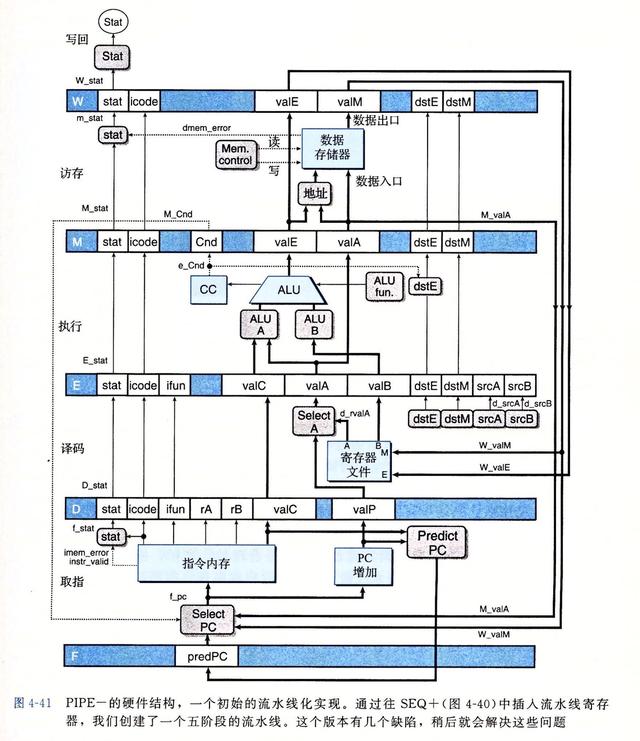 Stat
写回
Stat
W_stat
W stat icode valE valM dstE dstM
m_stat
数据出口
stat
dmem_error
Mem. control
读
写
数据
存储器
访存
地址
数据入口
M_stat
M_Cnd
M_valA
M stat icode Cnd valE valA dstE dstM
e_Cnd
CC
ALU
ALU fun.
dstE
执行
ALU A
ALU B
E_stat
E stat icode ifun valC valA valB dstE dstM srcA srcB
d_srcA
d_srcB
Select A
d_rvalA
dstE dstM srcA srcB
A B
M
E
寄存器
文件
W_valM
W_valE
译码
D_stat
D stat icode ifun rA rB valC valP
f_stat
stat
imem_error
instr_valid
指令内存
PC
增加
Predict PC
取指
f_pc
Select PC
M_valA
W_valM
F predPC
图 4-41 PIPE－的硬件结构，一个初始的流水线化实现。通过往 SEQ＋(图 4-40)中插入流水线寄存
器，我们创建了一个五阶段的流水线。这个版本有几个缺陷，稍后就会解决这些问题